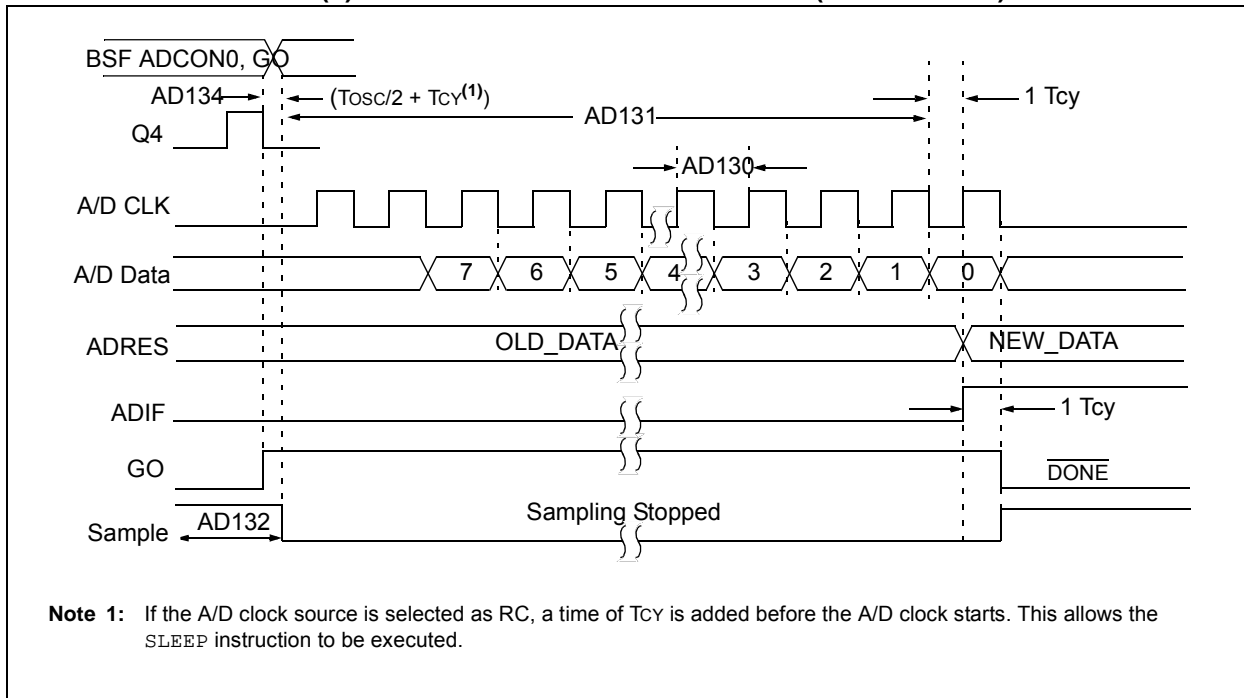 BSF ADCON0, GO
AD134
(TOSC/2 + TCY(1))
1 Tcy
AD131
Q4
AD130
A/D CLK
A/D Data
7 6 5 4 3 2 1 0
ADRES
OLD_DATA
NEW_DATA
ADIF
1 Tcy
GO
DONE
Sample
AD132
Sampling Stopped
Note 1: If the A/D clock source is selected as RC, a time of TCY is added before the A/D clock starts. This allows the
SLEEP instruction to be executed.